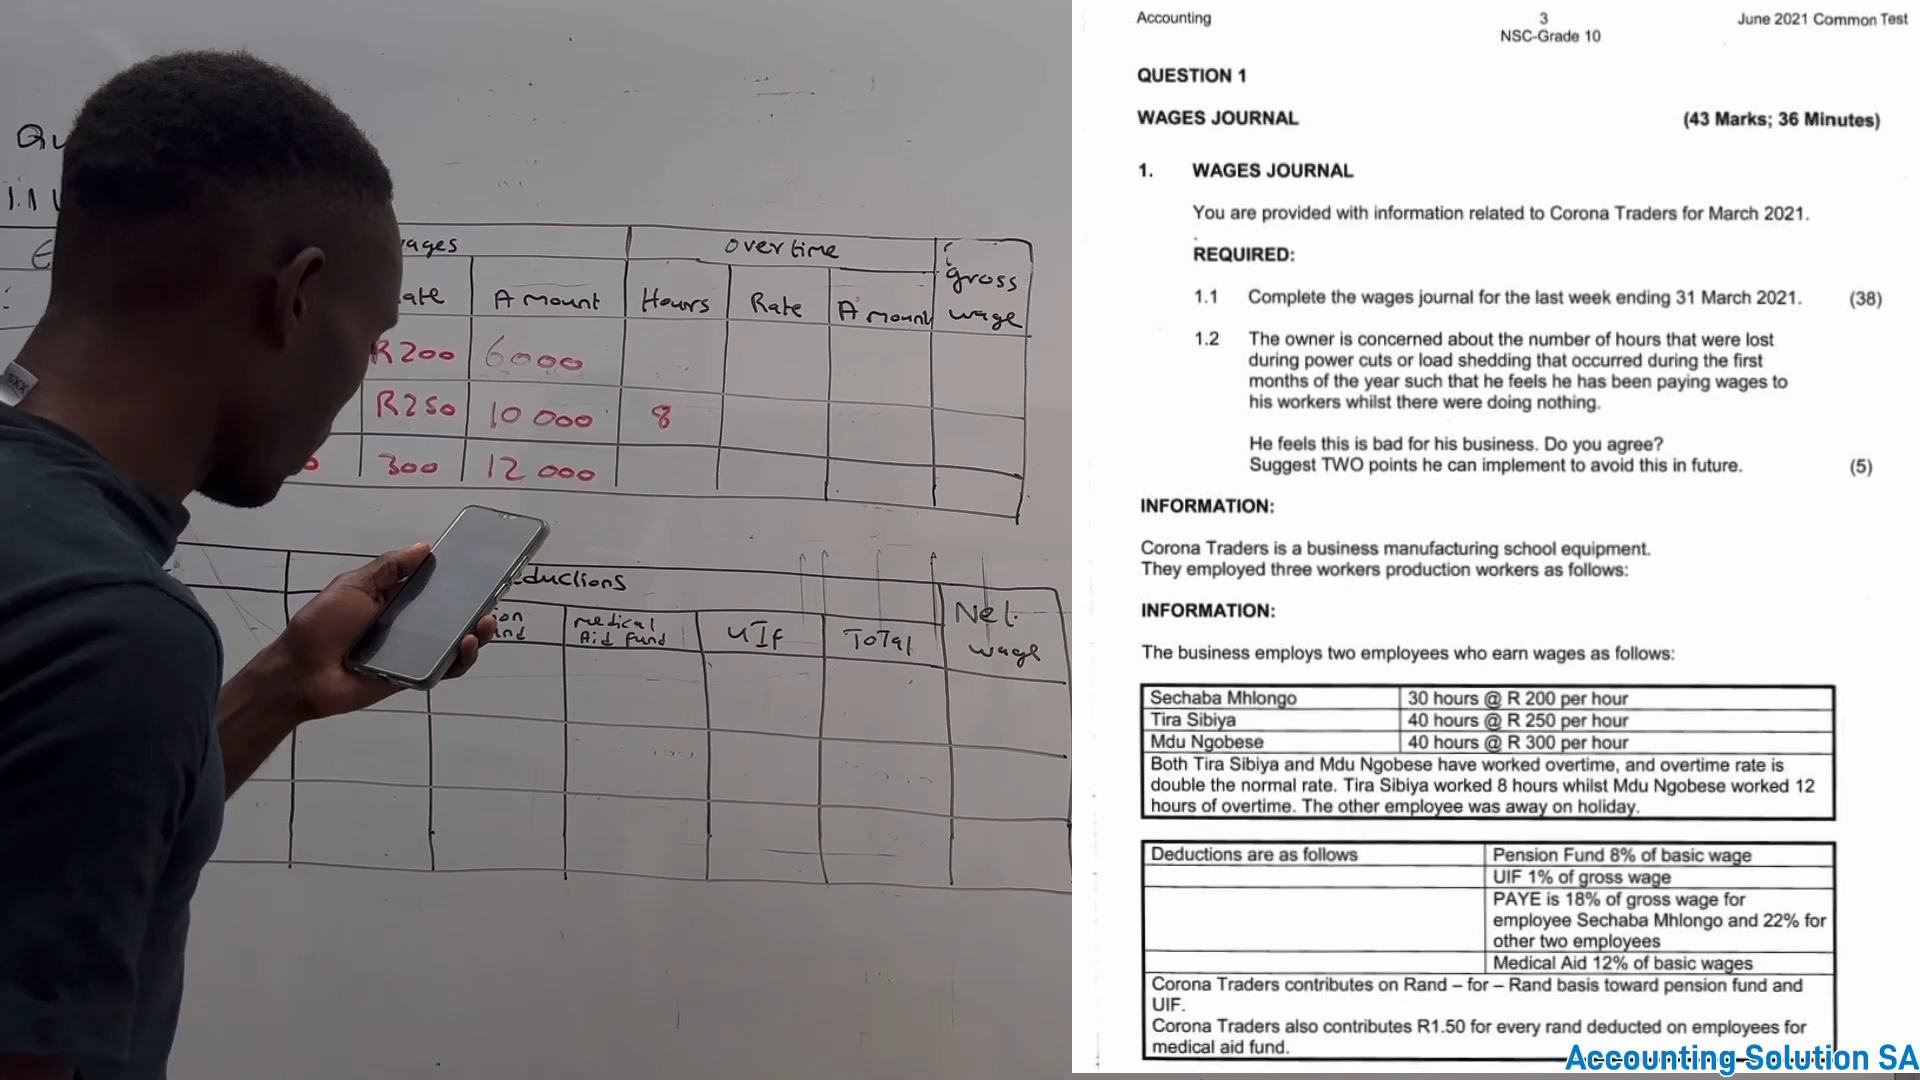 Qu
1.1
wages
overtime
gross
wage
Rate
Amount
Hours
Rate
Amount
R200
6000
R250
10 000
8
300
12 000
Deductions
medical
Aid fund
UIF
Total
Net
wage
Accounting
3
June 2021 Common Test
NSC-Grade 10
QUESTION 1
WAGES JOURNAL
(43 Marks; 36 Minutes)
1. WAGES JOURNAL
You are provided with information related to Corona Traders for March 2021.
REQUIRED:
1.1 Complete the wages journal for the last week ending 31 March 2021. (38)
1.2 The owner is concerned about the number of hours that were lost
during power cuts or load shedding that occurred during the first
months of the year such that he feels he has been paying wages to
his workers whilst there were doing nothing.
He feels this is bad for his business. Do you agree?
Suggest TWO points he can implement to avoid this in future. (5)
INFORMATION:
Corona Traders is a business manufacturing school equipment.
They employed three workers production workers as follows:
INFORMATION:
The business employs two employees who earn wages as follows:
Sechaba Mhlongo 30 hours @ R 200 per hour
Tira Sibiya 40 hours @ R 250 per hour
Mdu Ngobese 40 hours @ R 300 per hour
Both Tira Sibiya and Mdu Ngobese have worked overtime, and overtime rate is
double the normal rate. Tira Sibiya worked 8 hours whilst Mdu Ngobese worked 12
hours of overtime. The other employee was away on holiday.
Deductions are as follows Pension Fund 8% of basic wage
UIF 1% of gross wage
PAYE is 18% of gross wage for
employee Sechaba Mhlongo and 22% for
other two employees
Medical Aid 12% of basic wages
Corona Traders contributes on Rand – for – Rand basis toward pension fund and
UIF.
Corona Traders also contributes R1.50 for every rand deducted on employees for
medical aid fund.
Accounting Solution SA